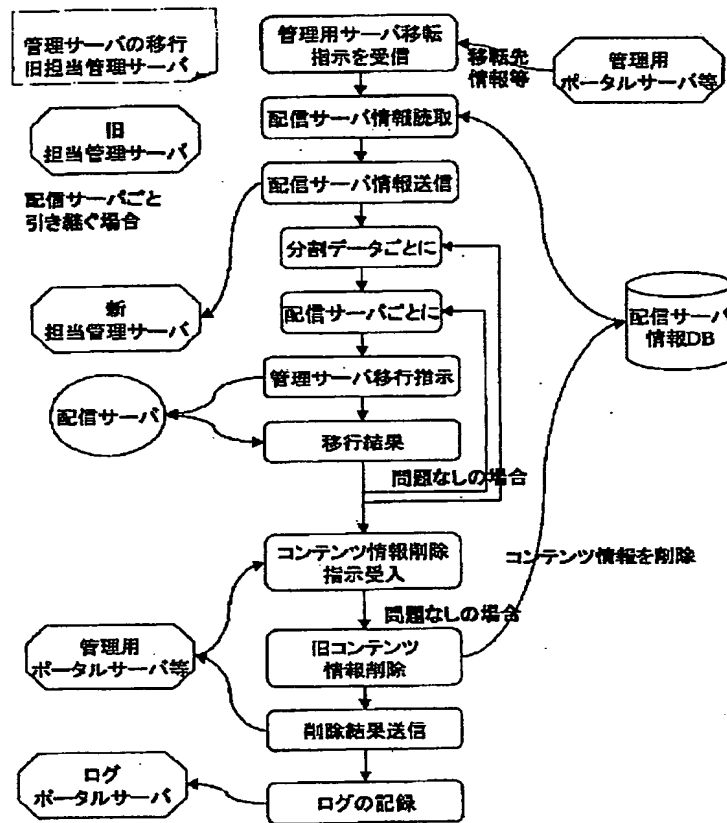 管理サーバの移行
旧担当管理サーバ
管理用サーバ移転
指示を受信
移転先
情報等
管理用
ポータルサーバ等
旧
担当管理サーバ
配信サーバ情報読取
配信サーバごと
引き継ぐ場合
配信サーバ情報送信
分割データごとに
新
担当管理サーバ
配信サーバごとに
配信サーバ
情報DB
管理サーバ移行指示
配信サーバ
移行結果
問題なしの場合
コンテンツ情報削除
指示受入
コンテンツ情報を削除
問題なしの場合
管理用
ポータルサーバ等
旧コンテンツ
情報削除
削除結果送信
ログ
ポータルサーバ
ログの記録